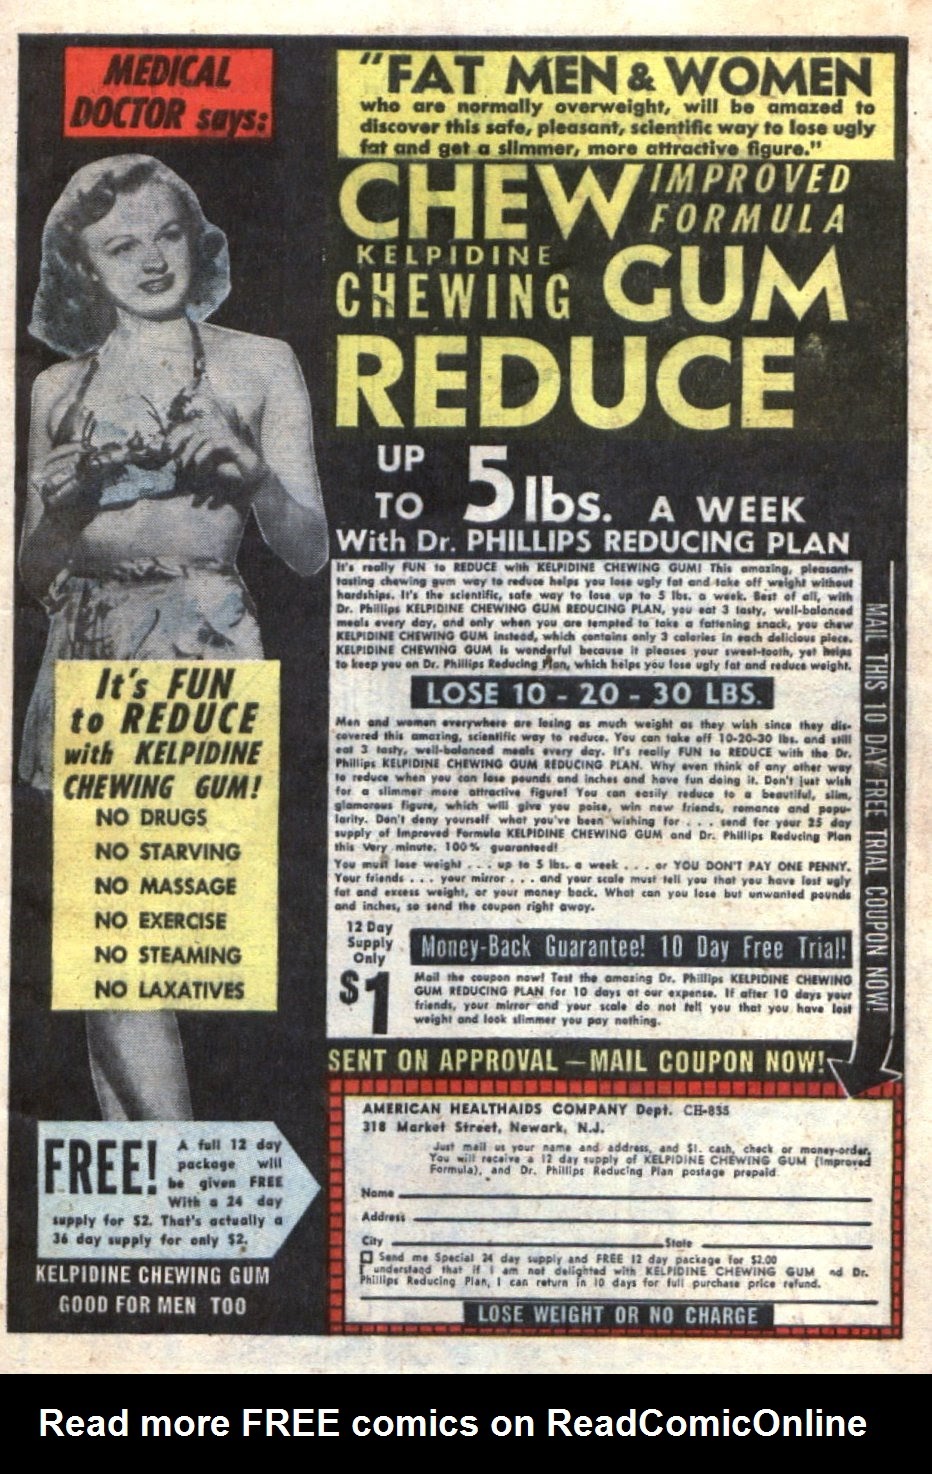 MEDICAL
DOCTOR says:
"FAT MEN & WOMEN
who are normally overweight, will be amazed to
discover this safe, pleasant, scientific way to lose ugly
fat and get a slimmer, more attractive figure."
CHEW IMPROVED
FORMULA
KELPIDINE
CHEWING GUM
REDUCE
UP
TO 5 lbs. A WEEK
With Dr. PHILLIPS REDUCING PLAN
It's really FUN to REDUCE with KELPIDINE CHEWING GUM! This amazing, pleasant-
tasting chewing gum way to reduce helps you lose ugly fat and take off weight without
hardships. It's the scientific, safe way to lose up to 5 lbs. a week. Best of all, with
Dr. Phillips KELPIDINE CHEWING GUM REDUCING PLAN, you eat 3 tasty, well-balanced
meals every day, and only when you are tempted to take a fattening snack, you chew
KELPIDINE CHEWING GUM instead, which contains only 3 calories in each delicious piece.
KELPIDINE CHEWING GUM is wonderful because it pleases your sweet-tooth, yet helps
to keep you on Dr. Phillips Reducing Plan, which helps you lose ugly fat and reduce weight.
LOSE 10 - 20 - 30 LBS.
Men and women everywhere are losing as much weight as they wish since they dis-
covered this amazing, scientific way to reduce. You can take off 10-20-30 lbs. and still
eat 3 tasty, well-balanced meals every day. It's really FUN to REDUCE with the Dr.
Phillips KELPIDINE CHEWING GUM REDUCING PLAN. Why even think of any other way
to reduce when you can lose pounds and inches and have fun doing it. Don't just wish
for a slimmer more attractive figure! You can easily reduce to a beautiful, slim,
glamorous figure, which will give you poise, win new friends, romance and popu-
larity. Don't deny yourself what you've been wishing for . . . send for your 25 day
supply of Improved Formula KELPIDINE CHEWING GUM and Dr. Phillips Reducing Plan
this Very minute. 100% guaranteed!
You must lose weight . . . up to 5 lbs. a week . . . or YOU DON'T PAY ONE PENNY.
Your friends . . . your mirror . . . and your scale must tell you that you have lost ugly
fat and excess weight, or your money back. What can you lose but unwanted pounds
and inches, so send the coupon right away.
12 Day
Supply
Only
$1
Money-Back Guarantee! 10 Day Free Trial!
Mail the coupon now! Test the amazing Dr. Phillips KELPIDINE CHEWING
GUM REDUCING PLAN for 10 days at our expense. If after 10 days your
friends, your mirror and your scale do not tell you that you have lost
weight and look slimmer you pay nothing.
MAIL THIS 10 DAY FREE TRIAL COUPON NOW!
SENT ON APPROVAL — MAIL COUPON NOW!
It's FUN
to REDUCE
with KELPIDINE
CHEWING GUM!
NO DRUGS
NO STARVING
NO MASSAGE
NO EXERCISE
NO STEAMING
NO LAXATIVES
FREE! A full 12 day
package will
be given FREE
With a 24 day
supply for $2. That's actually a
36 day supply for only $2.
KELPIDINE CHEWING GUM
GOOD FOR MEN TOO
AMERICAN HEALTHAIDS COMPANY Dept. CH-855
318 Market Street, Newark, N.J.
Just mail us your name and address, and $1. cash, check or money-order,
You will receive a 12 day supply of KELPIDINE CHEWING GUM (Improved
Formula), and Dr. Phillips Reducing Plan postage prepaid.
Name
Address
City State
Send me Special 24 day supply and FREE 12 day package for $2.00
I understand that if I am not delighted with KELPIDINE CHEWING GUM nd Dr.
Phillips Reducing Plan, I can return in 10 days for full purchase price refund.
LOSE WEIGHT OR NO CHARGE
Read more FREE comics on ReadComicOnline